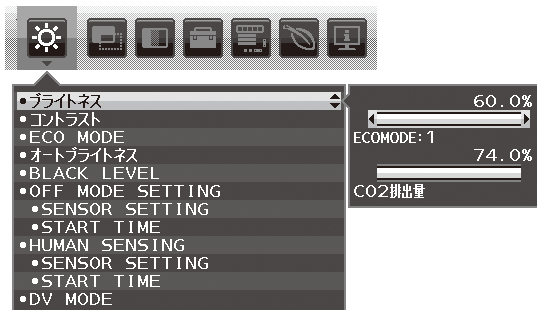 ●ブライトネス
●コントラスト
●ECO MODE
●オートブライトネス
●BLACK LEVEL
●OFF MODE SETTING
●SENSOR SETTING
●START TIME
●HUMAN SENSING
●SENSOR SETTING
●START TIME
●DV MODE
60.0%
ECOMODE:1
74.0%
CO2排出量